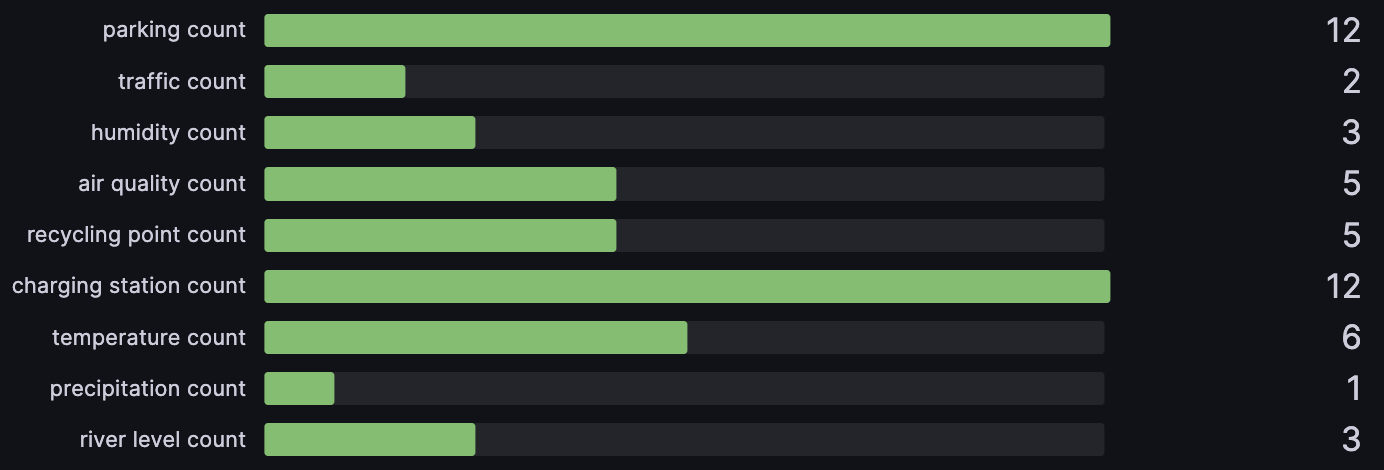 parking count 12
traffic count 2
humidity count 3
air quality count 5
recycling point count 5
charging station count 12
temperature count 6
precipitation count 1
river level count 3